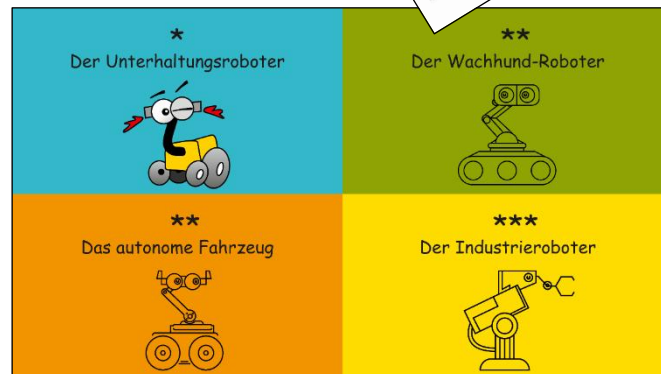 *
Der Unterhaltungsroboter
**
Der Wachhund-Roboter
**
Das autonome Fahrzeug
***
Der Industrieroboter